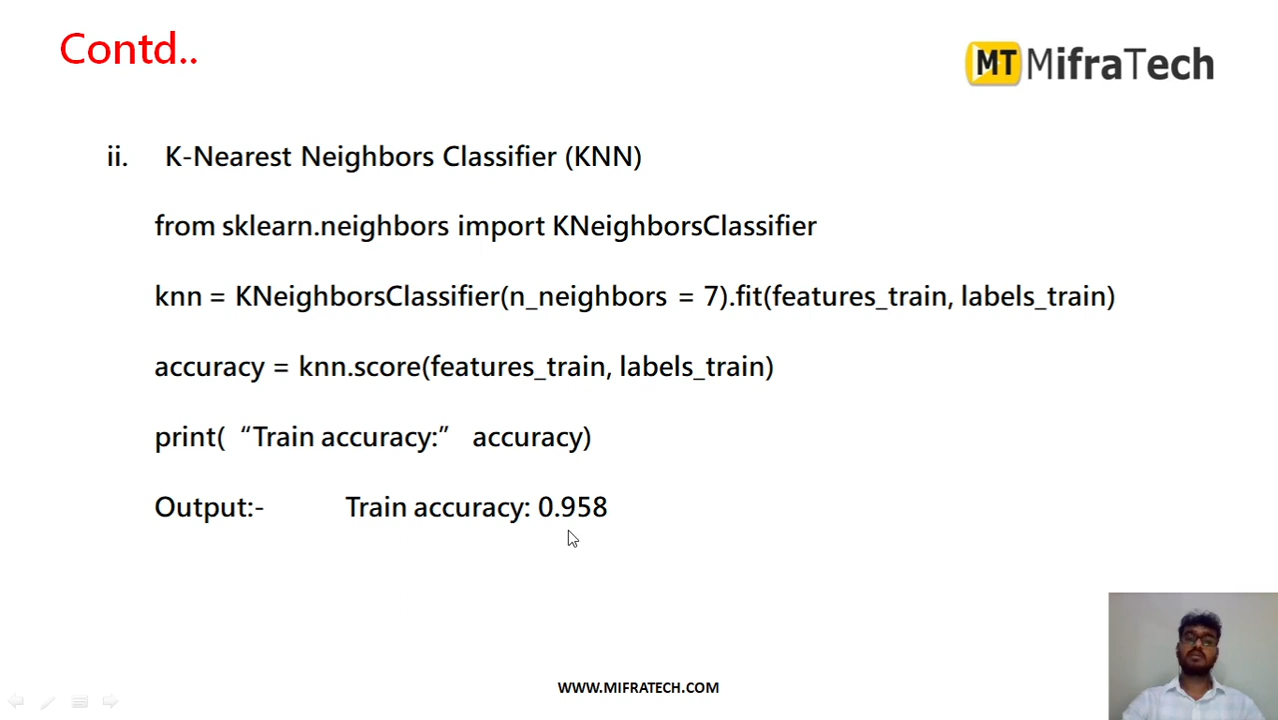 Contd..
MT MifraTech
ii. K-Nearest Neighbors Classifier (KNN)
from sklearn.neighbors import KNeighborsClassifier
knn = KNeighborsClassifier(n_neighbors = 7).fit(features_train, labels_train)
accuracy = knn.score(features_train, labels_train)
print( “Train accuracy:” accuracy)
Output:- Train accuracy: 0.958
WWW.MIFRATECH.COM